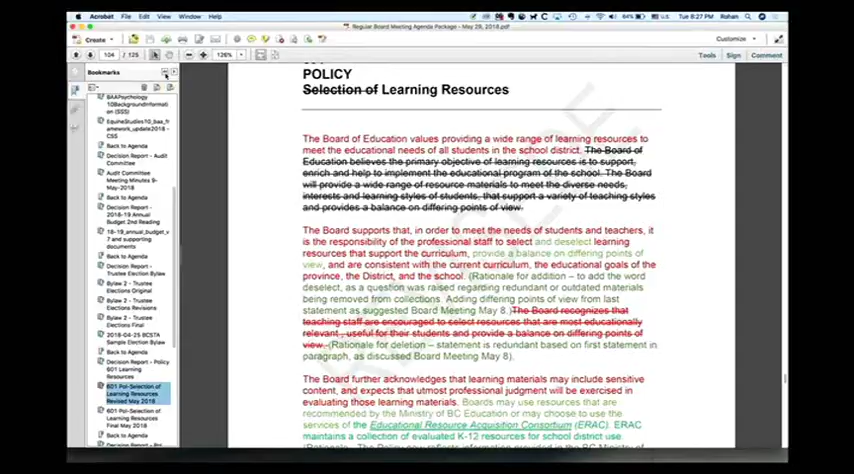 Acrobat File Edit View Window Help
64% US Tue 8:27 PM Rohan
Regular Board Meeting Agenda Package - May 28, 2018.pdf
Create Customize
104 / 125 126% Tools Sign Comment
Bookmarks
BAAPsychology
10Backgroundinformati
on (SSS)
EquineStudies10_baa_fr
amework_update2018 -
CSS
Back to Agenda
Decision Report - Audit
Committee
Audit Committee
Meeting Minutes 9-
May-2018
Back to Agenda
Decision Report -
2018-19 Annual
Budget 2nd Reading
18-19_annual_budget_
v7 and supporting
documents
Back to Agenda
Decision Report -
Trustee Election Bylaw
Bylaw 2 - Trustee
Elections Original
Bylaw 2 - Trustee
Elections Revisions
Bylaw 2 - Trustee
Elections Final
2018-04-25 BCSTA
Sample Election Bylaw
Back to Agenda
Decision Report - Policy
601 Learning
Resources
601 Pol-Selection of
Learning Resources
Revised May 2018
601 Pol-Selection of
Learning Resources
Final May 2018
Back to Agenda
POLICY
Selection of Learning Resources
The Board of Education values providing a wide range of learning resources to
meet the educational needs of all students in the school district. The Board of
Education believes the primary objective of learning resources is to support,
enrich and help to implement the educational program of the school. The Board
will provide a wide range of resource materials to meet the diverse needs,
interests and learning styles of students, that support a variety of teaching styles
and provides a balance on differing points of view.
The Board supports that, in order to meet the needs of students and teachers, it
is the responsibility of the professional staff to select and deselect learning
resources that support the curriculum, provide a balance on differing points of
view, and are consistent with the current curriculum, the educational goals of the
province, the District, and the school. (Rationale for addition – to add the word
deselect, as a question was raised regarding redundant or outdated materials
being removed from collections. Adding differing points of view from last
statement as suggested Board Meeting May 8.)The Board recognizes that
teaching staff are encouraged to select resources that are most educationally
relevant , useful for their students and provide a balance on differing points of
view. (Rationale for deletion – statement is redundant based on first statement in
paragraph, as discussed Board Meeting May 8).
The Board further acknowledges that learning materials may include sensitive
content, and expects that utmost professional judgment will be exercised in
evaluating those learning materials. Boards may use resources that are
recommended by the Ministry of BC Education or may choose to use the
services of the Educational Resource Acquisition Consortium (ERAC). ERAC
maintains a collection of evaluated K-12 resources for school district use